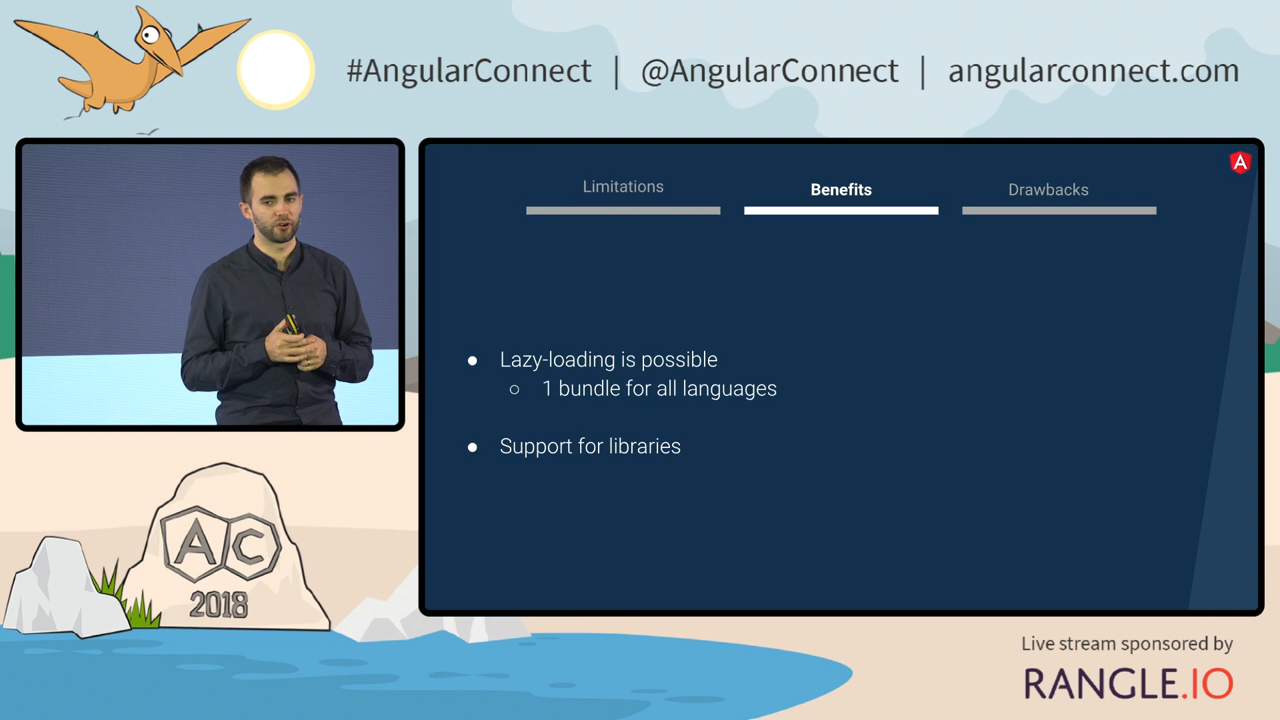 #AngularConnect | @AngularConnect | angularconnect.com
Limitations
Benefits
Drawbacks
A
● Lazy-loading is possible
○ 1 bundle for all languages
● Support for libraries
AC
2018
Live stream sponsored by
RANGLE.IO